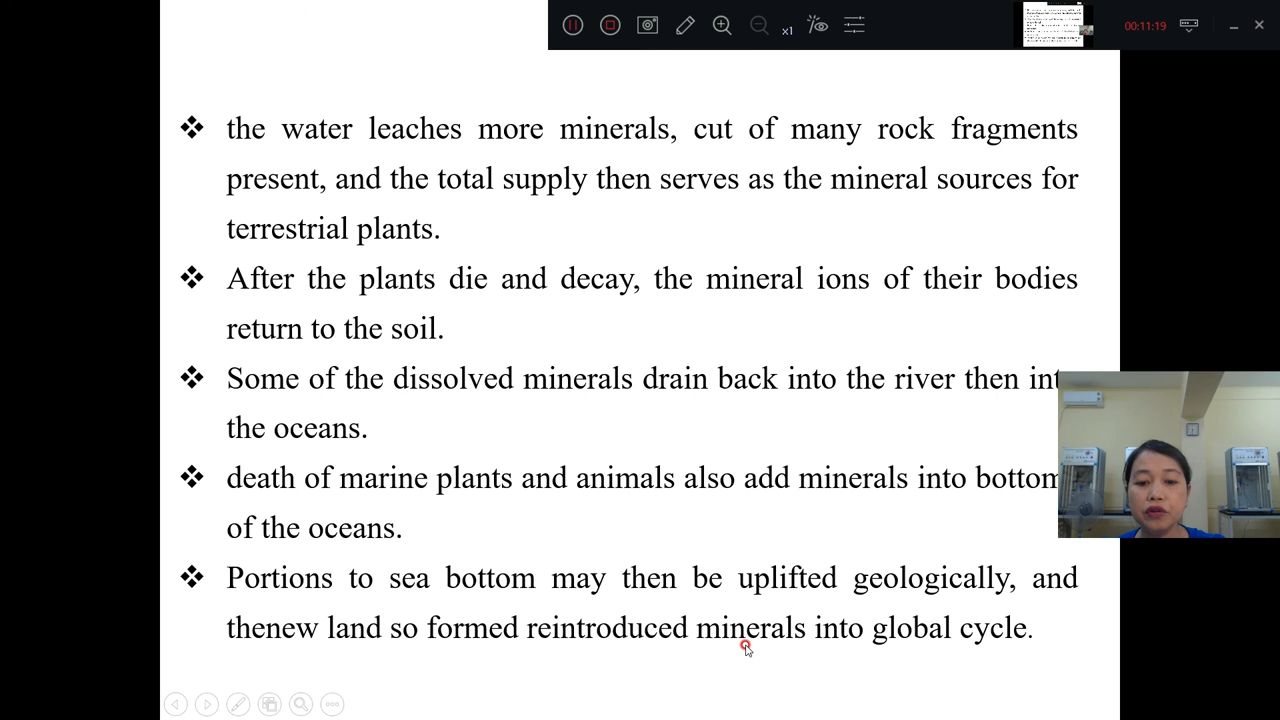 x1
00:11:19
the water leaches more minerals, cut of many rock fragments
present, and the total supply then serves as the mineral sources for
terrestrial plants.
After the plants die and decay, the mineral ions of their bodies
return to the soil.
Some of the dissolved minerals drain back into the river then int
the oceans.
death of marine plants and animals also add minerals into bottom
of the oceans.
Portions to sea bottom may then be uplifted geologically, and
thenew land so formed reintroduced minerals into global cycle.